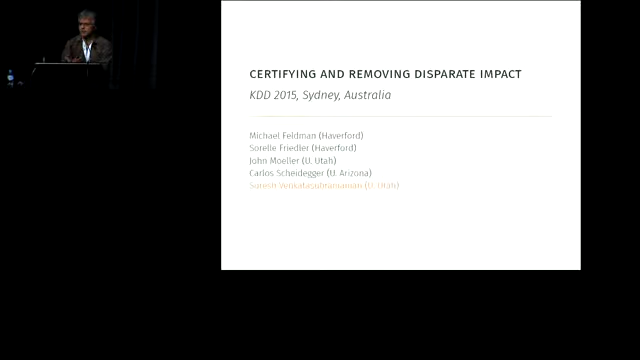 CERTIFYING AND REMOVING DISPARATE IMPACT
KDD 2015, Sydney, Australia
Michael Feldman (Haverford)
Sorelle Friedler (Haverford)
John Moeller (U. Utah)
Carlos Scheidegger (U. Arizona)
Suresh Venkatasubramanian (U. Utah)